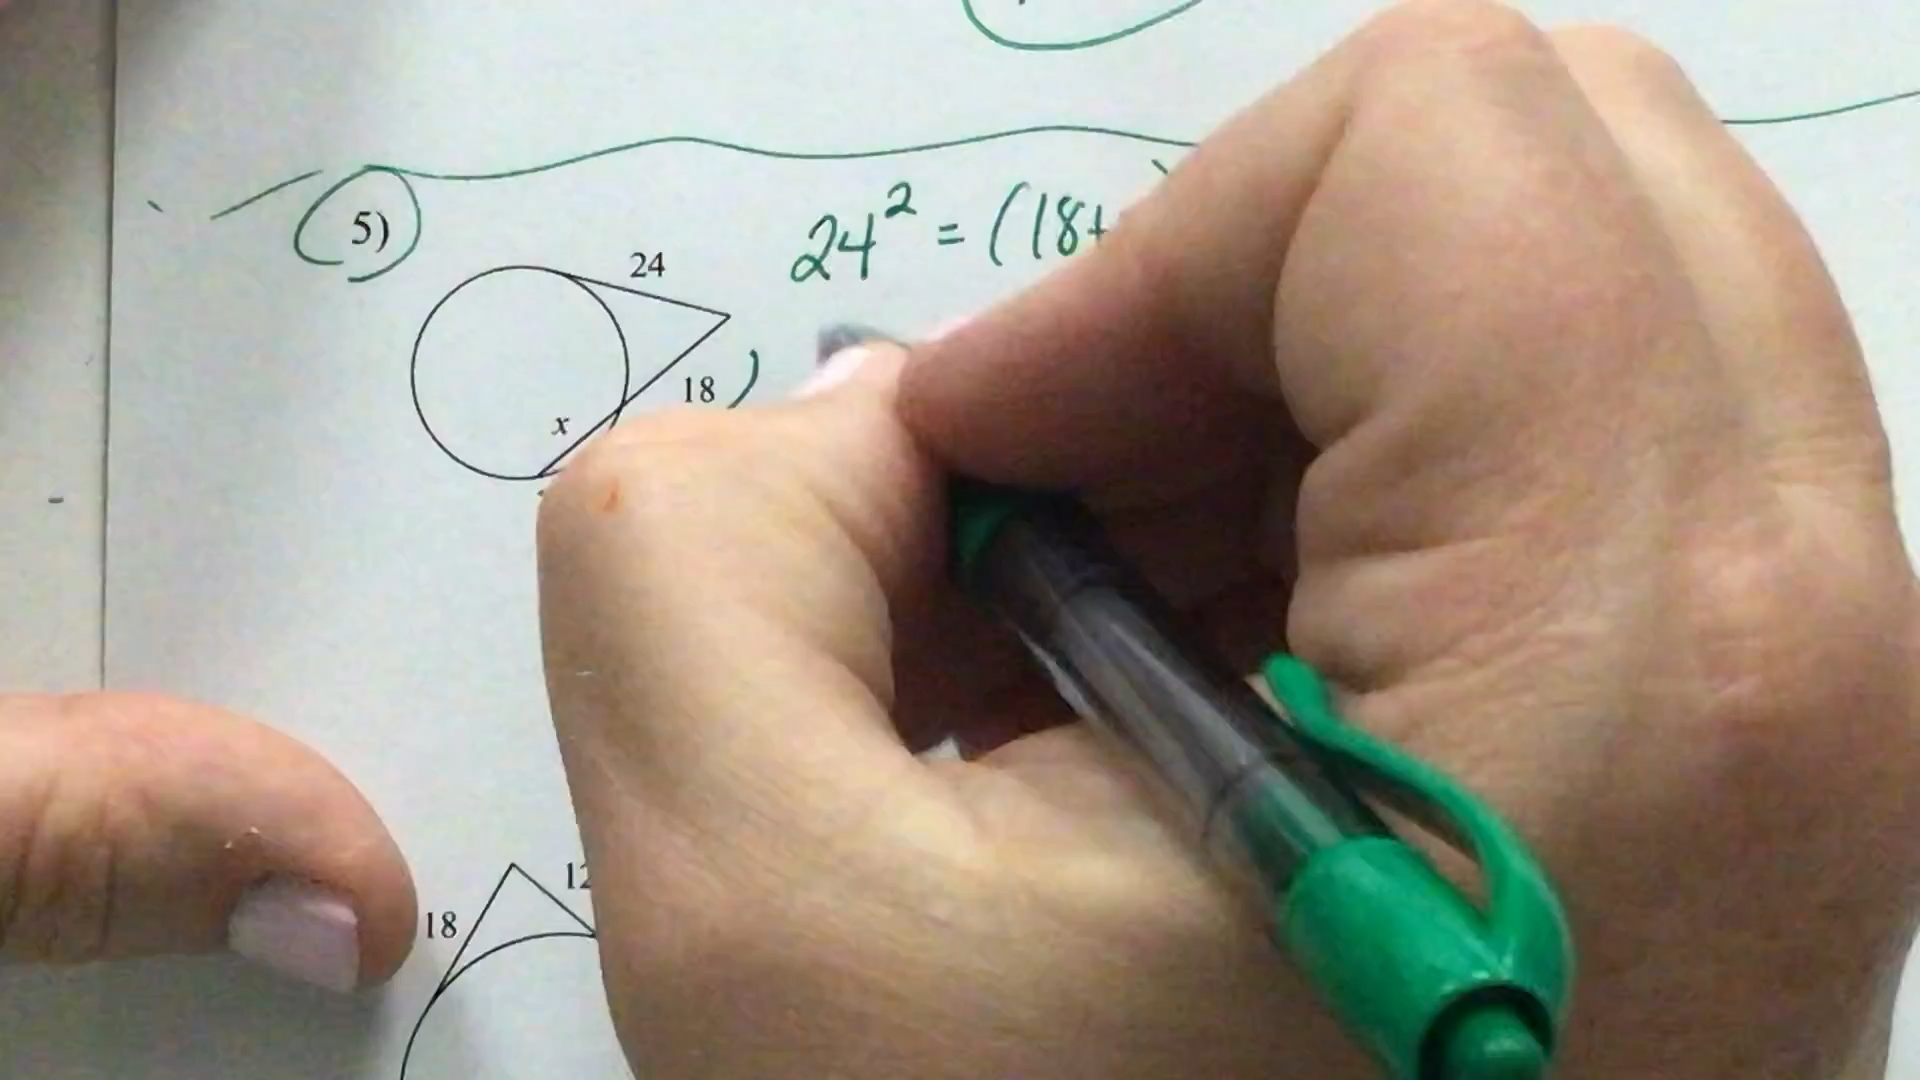 5)
24² = (18+
24
18 )
x
12
18